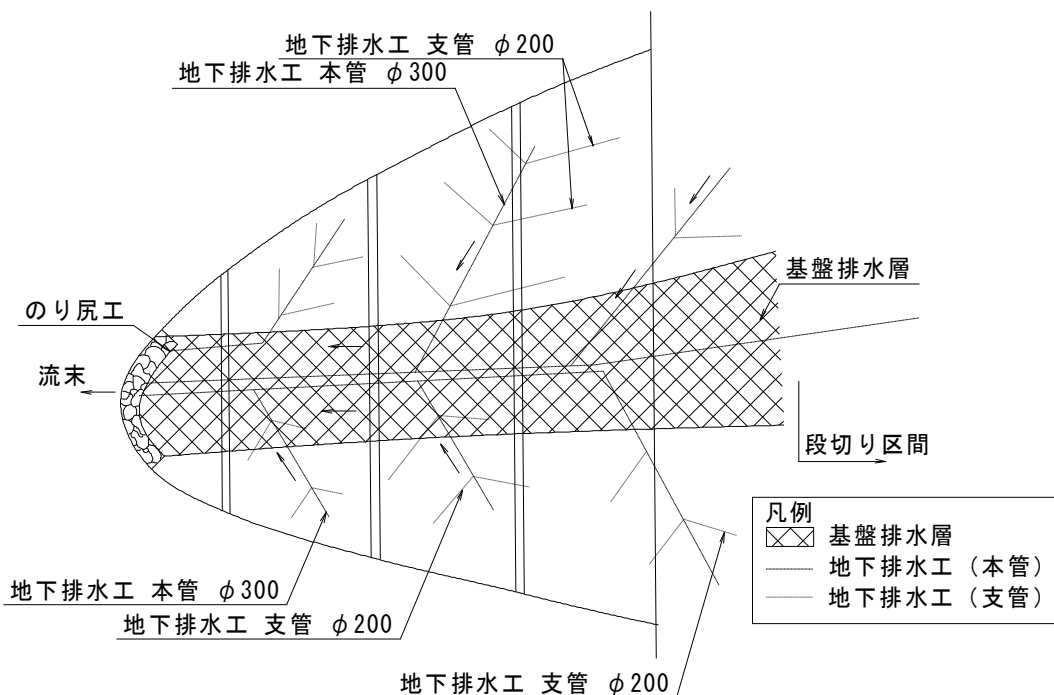 地下排水工 支管 φ200
地下排水工 本管 φ300
基盤排水層
のり尻工
流末
段切り区間
凡例
基盤排水層
地下排水工（本管）
地下排水工（支管）
地下排水工 本管 φ300
地下排水工 支管 φ200
地下排水工 支管 φ200